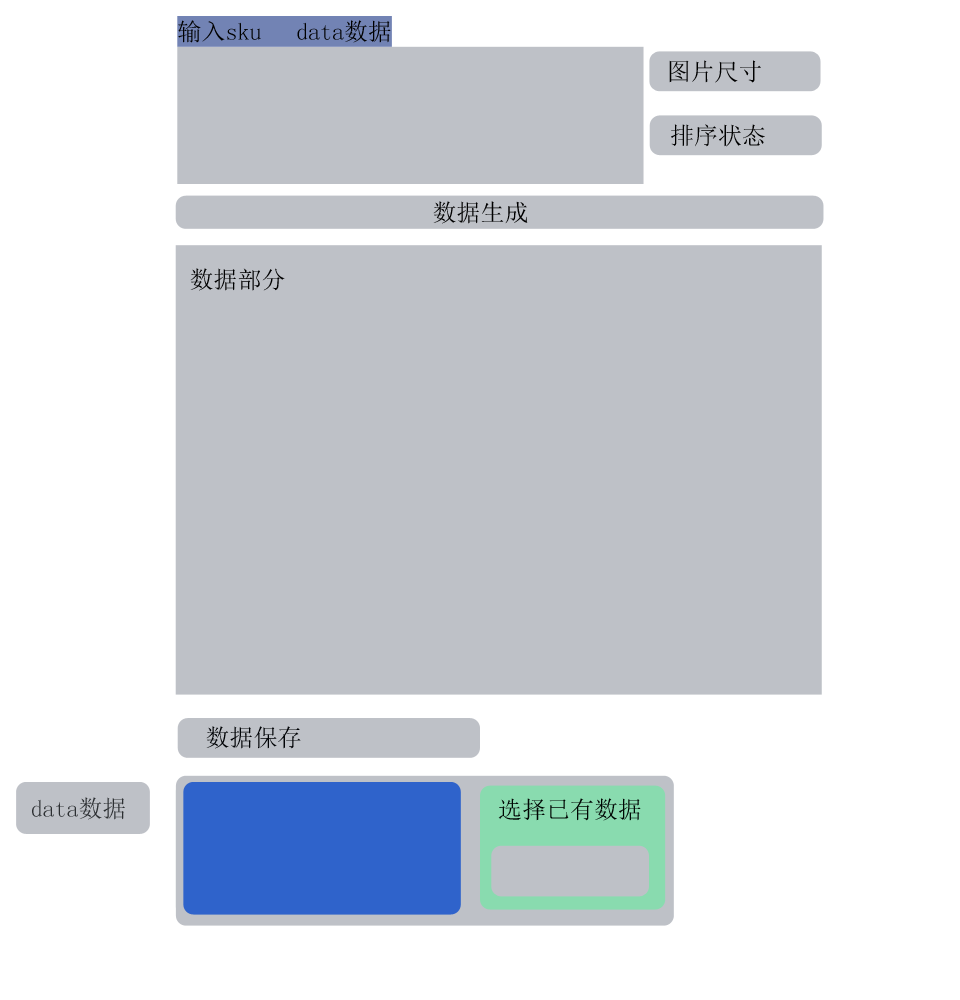 输入sku   data数据
图片尺寸
排序状态
数据生成
数据部分
数据保存
data数据
选择已有数据